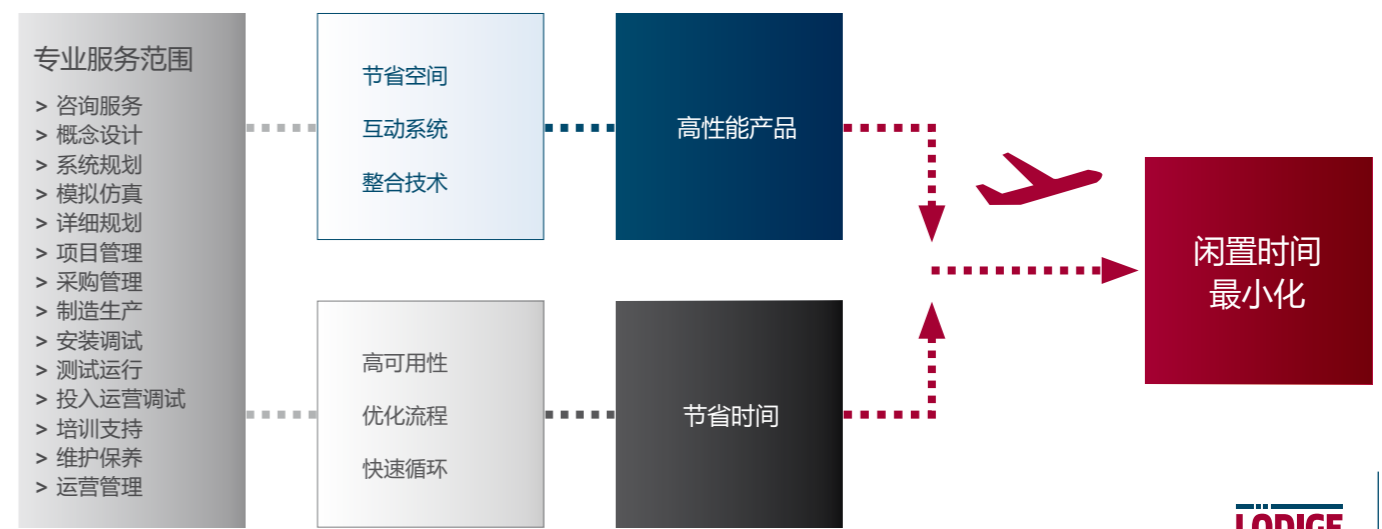 专业服务范围
> 咨询服务
> 概念设计
> 系统规划
> 模拟仿真
> 详细规划
> 项目管理
> 采购管理
> 制造生产
> 安装调试
> 测试运行
> 投入运营调试
> 培训支持
> 维护保养
> 运营管理
节省空间
互动系统
整合技术
高性能产品
高可用性
优化流程
快速循环
节省时间
闲置时间
最小化
LÖDIGE